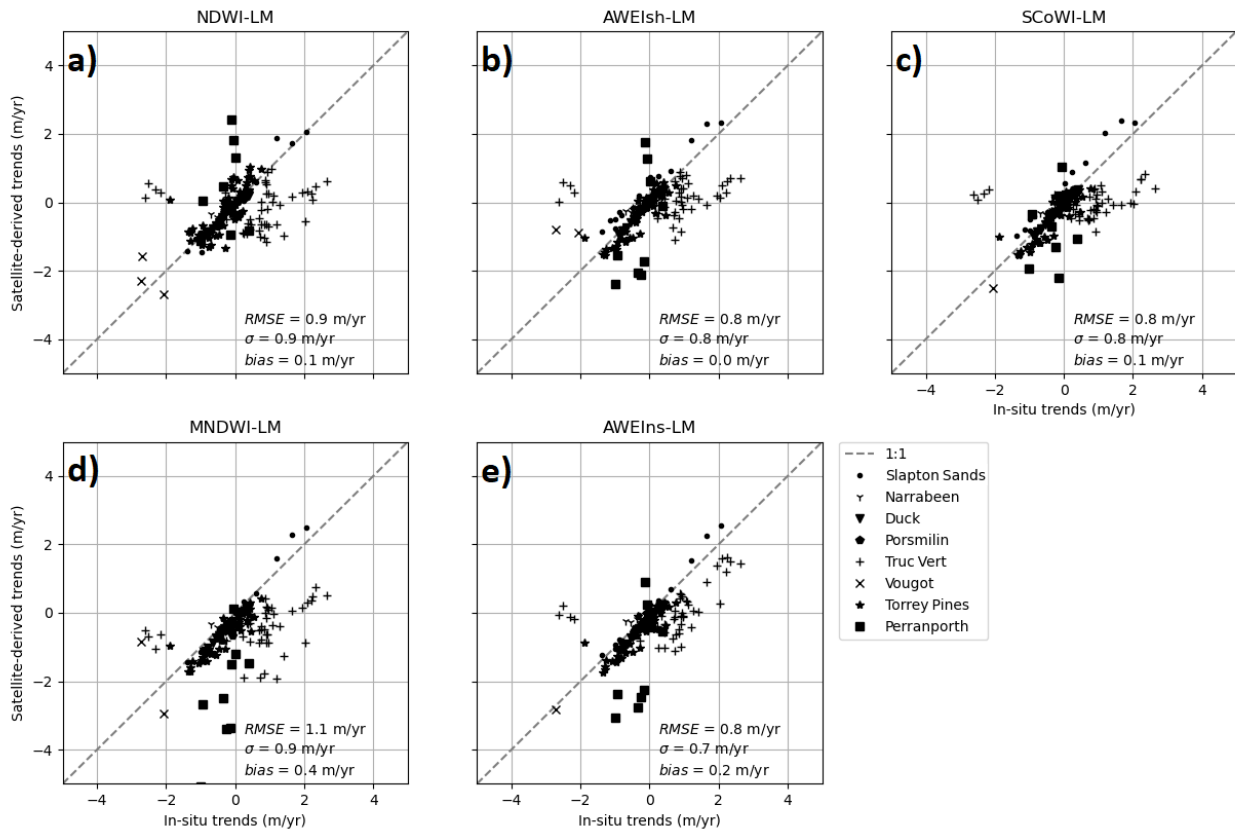 NDWI-LM
AWEIsh-LM
SCoWI-LM
a)
b)
c)
Satellite-derived trends (m/yr)
4
2
0
−2
−4
RMSE = 0.9 m/yr
σ = 0.9 m/yr
bias = 0.1 m/yr
RMSE = 0.8 m/yr
σ = 0.8 m/yr
bias = 0.0 m/yr
RMSE = 0.8 m/yr
σ = 0.8 m/yr
bias = 0.1 m/yr
−4 −2 0 2 4
In-situ trends (m/yr)
MNDWI-LM
AWEIns-LM
d)
e)
Satellite-derived trends (m/yr)
4
2
0
−2
−4
RMSE = 1.1 m/yr
σ = 0.9 m/yr
bias = 0.4 m/yr
−4 −2 0 2 4
In-situ trends (m/yr)
RMSE = 0.8 m/yr
σ = 0.7 m/yr
bias = 0.2 m/yr
−4 −2 0 2 4
In-situ trends (m/yr)
1:1
Slapton Sands
Narrabeen
Duck
Porsmilin
Truc Vert
Vougot
Torrey Pines
Perranporth